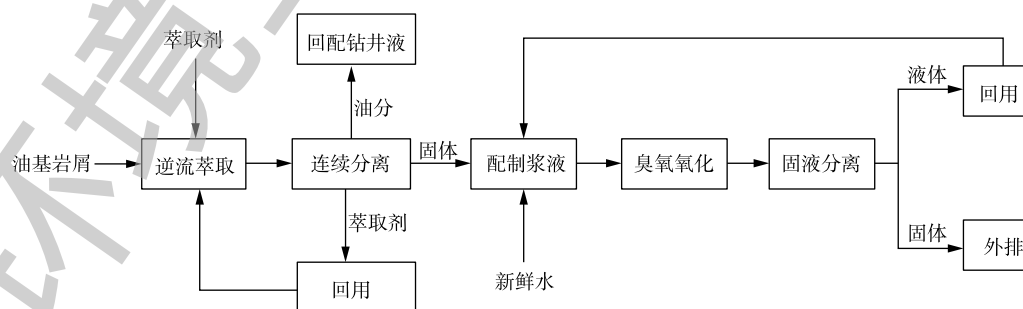 萃取剂
回配钻井液
油分
液体
回用
油基岩屑
逆流萃取
连续分离
固体
配制浆液
臭氧氧化
固液分离
萃取剂
固体
外排
新鲜水
回用
环境